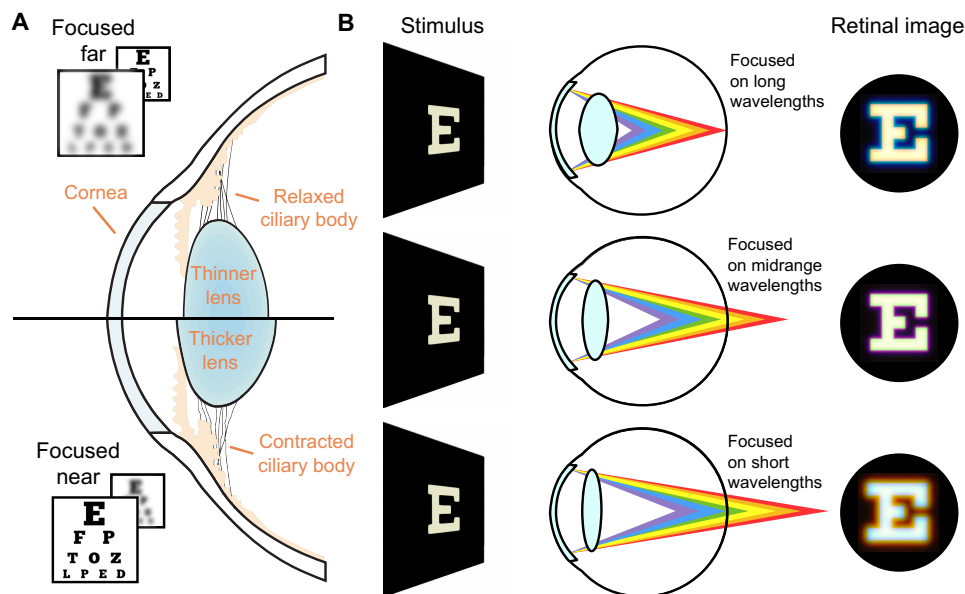 A
Focused
far
E
F P
T O Z
L P E D
Cornea
Relaxed
ciliary body
Thinner
lens
Thicker
lens
Contracted
ciliary body
Focused
near
E
F P
T O Z
L P E D
B
Stimulus
Retinal image
E
Focused
on long
wavelengths
E
E
Focused
on midrange
wavelengths
E
E
Focused
on short
wavelengths
E